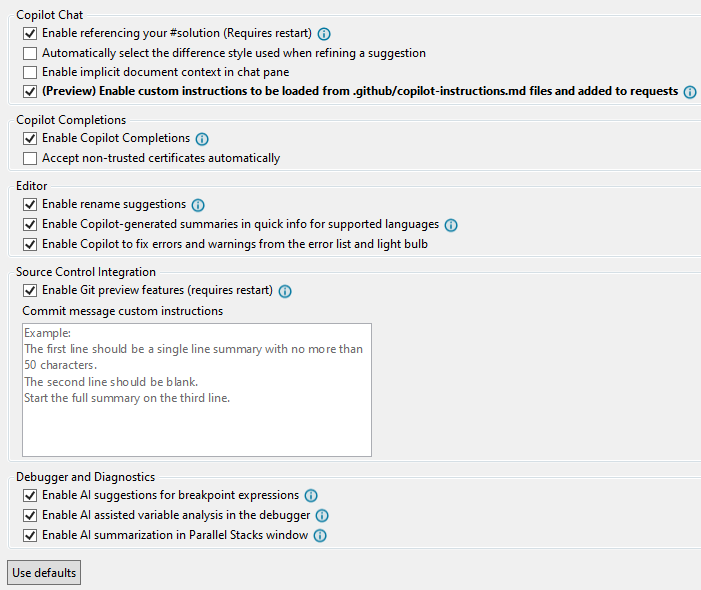 Copilot Chat
Enable referencing your #solution (Requires restart)
Automatically select the difference style used when refining a suggestion
Enable implicit document context in chat pane
(Preview) Enable custom instructions to be loaded from .github/copilot-instructions.md files and added to requests
Copilot Completions
Enable Copilot Completions
Accept non-trusted certificates automatically
Editor
Enable rename suggestions
Enable Copilot-generated summaries in quick info for supported languages
Enable Copilot to fix errors and warnings from the error list and light bulb
Source Control Integration
Enable Git preview features (requires restart)
Commit message custom instructions
Example:
The first line should be a single line summary with no more than
50 characters.
The second line should be blank.
Start the full summary on the third line.
Debugger and Diagnostics
Enable AI suggestions for breakpoint expressions
Enable AI assisted variable analysis in the debugger
Enable AI summarization in Parallel Stacks window
Use defaults